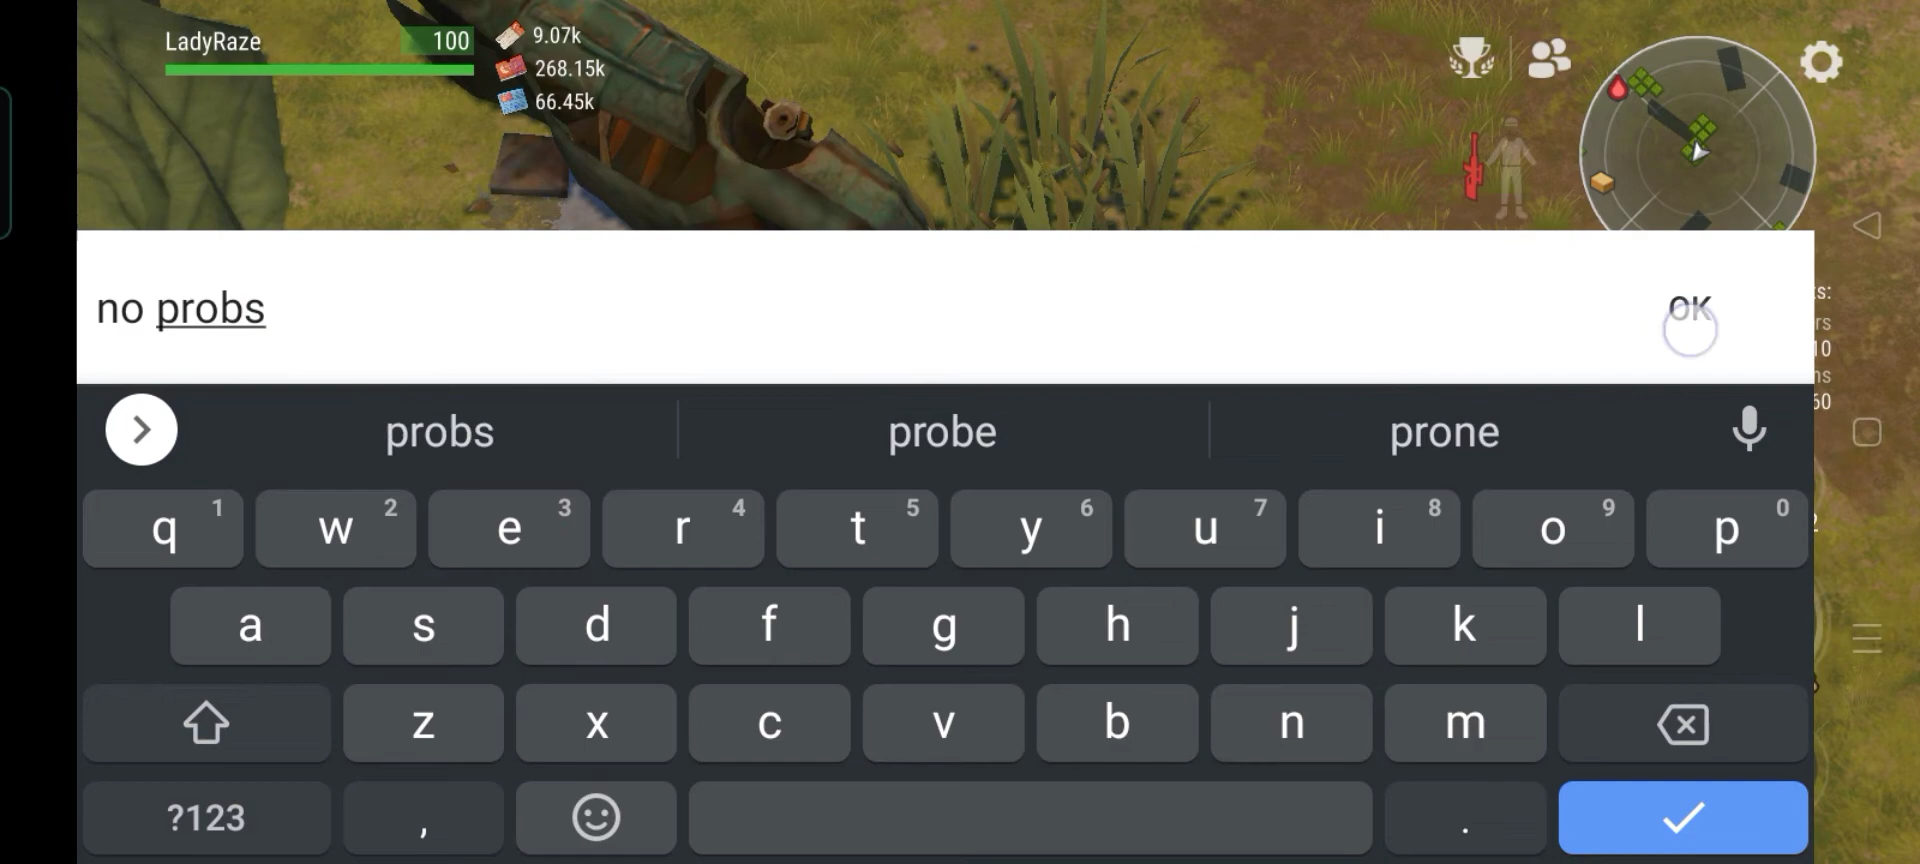 LadyRaze 100
9.07k
268.15k
66.45k
no probs OK
probs probe prone
q 1 w 2 e 3 r 4 t 5 y 6 u 7 i 8 o 9 p 0
a s d f g h j k l
z x c v b n m
?123 , .